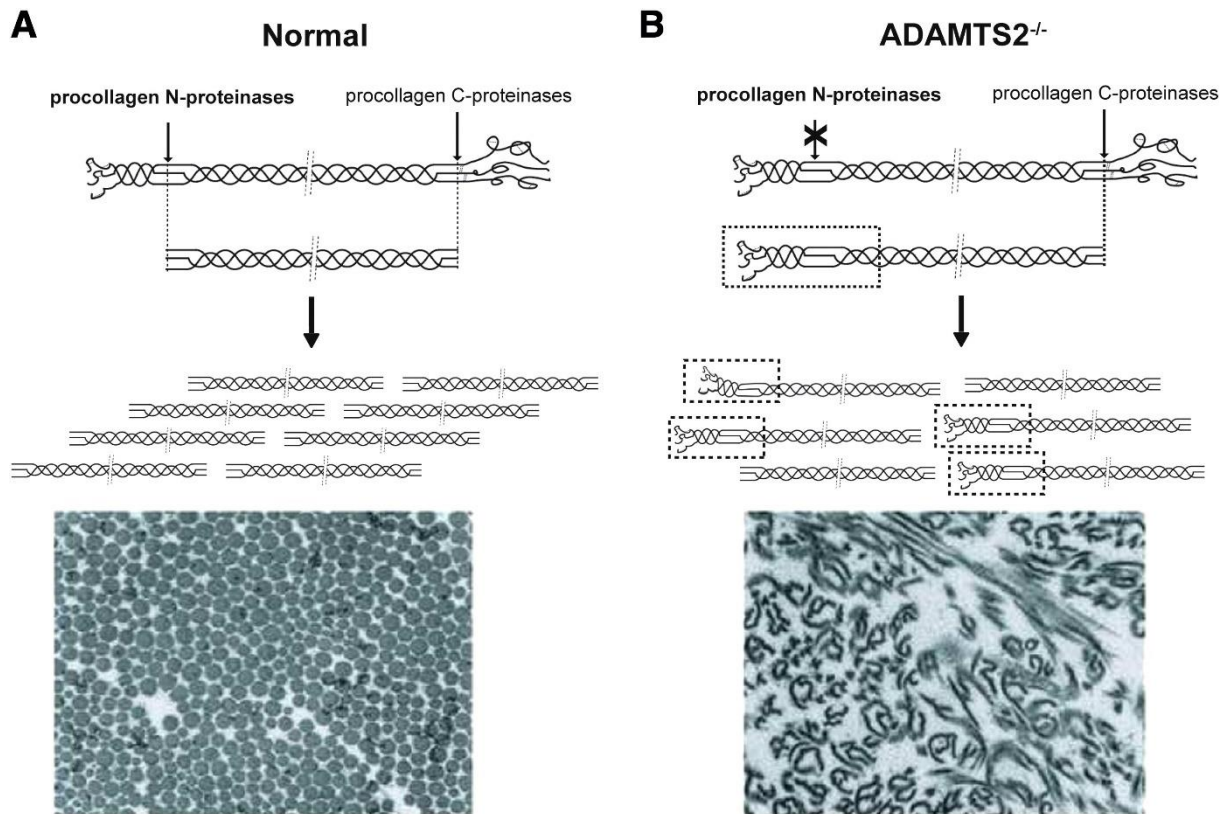 A
Normal
procollagen N-proteinases
procollagen C-proteinases
B
ADAMTS2-/-
procollagen N-proteinases
procollagen C-proteinases